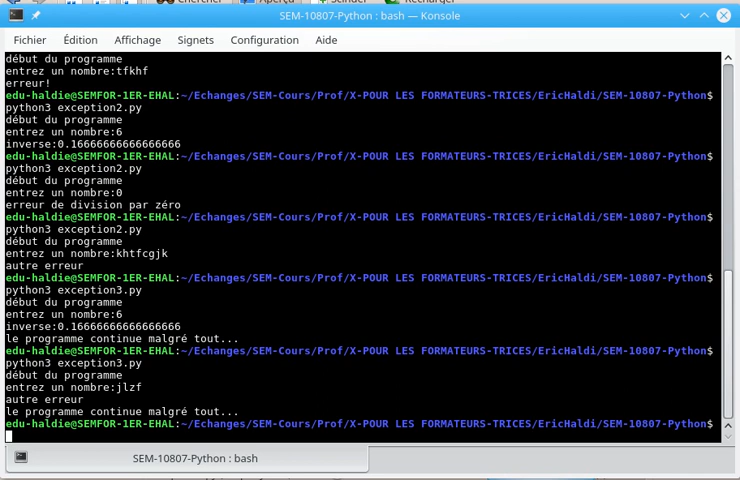 Aperçu
SEM-10807-Python : bash — Konsole
Fichier Édition Affichage Signets Configuration Aide
début du programme
entrez un nombre:tfkhf
erreur!
edu-haldie@SEMFOR-1ER-EHAL:~/Echanges/SEM-Cours/Prof/X-POUR LES FORMATEURS-TRICES/EricHaldi/SEM-10807-Python$
python3 exception2.py
début du programme
entrez un nombre:6
inverse:0.16666666666666666
edu-haldie@SEMFOR-1ER-EHAL:~/Echanges/SEM-Cours/Prof/X-POUR LES FORMATEURS-TRICES/EricHaldi/SEM-10807-Python$
python3 exception2.py
début du programme
entrez un nombre:0
erreur de division par zéro
edu-haldie@SEMFOR-1ER-EHAL:~/Echanges/SEM-Cours/Prof/X-POUR LES FORMATEURS-TRICES/EricHaldi/SEM-10807-Python$
python3 exception2.py
début du programme
entrez un nombre:khtfcgjk
autre erreur
edu-haldie@SEMFOR-1ER-EHAL:~/Echanges/SEM-Cours/Prof/X-POUR LES FORMATEURS-TRICES/EricHaldi/SEM-10807-Python$
python3 exception3.py
début du programme
entrez un nombre:6
inverse:0.16666666666666666
le programme continue malgré tout...
edu-haldie@SEMFOR-1ER-EHAL:~/Echanges/SEM-Cours/Prof/X-POUR LES FORMATEURS-TRICES/EricHaldi/SEM-10807-Python$
python3 exception3.py
début du programme
entrez un nombre:jlzf
autre erreur
le programme continue malgré tout...
edu-haldie@SEMFOR-1ER-EHAL:~/Echanges/SEM-Cours/Prof/X-POUR LES FORMATEURS-TRICES/EricHaldi/SEM-10807-Python$
SEM-10807-Python : bash